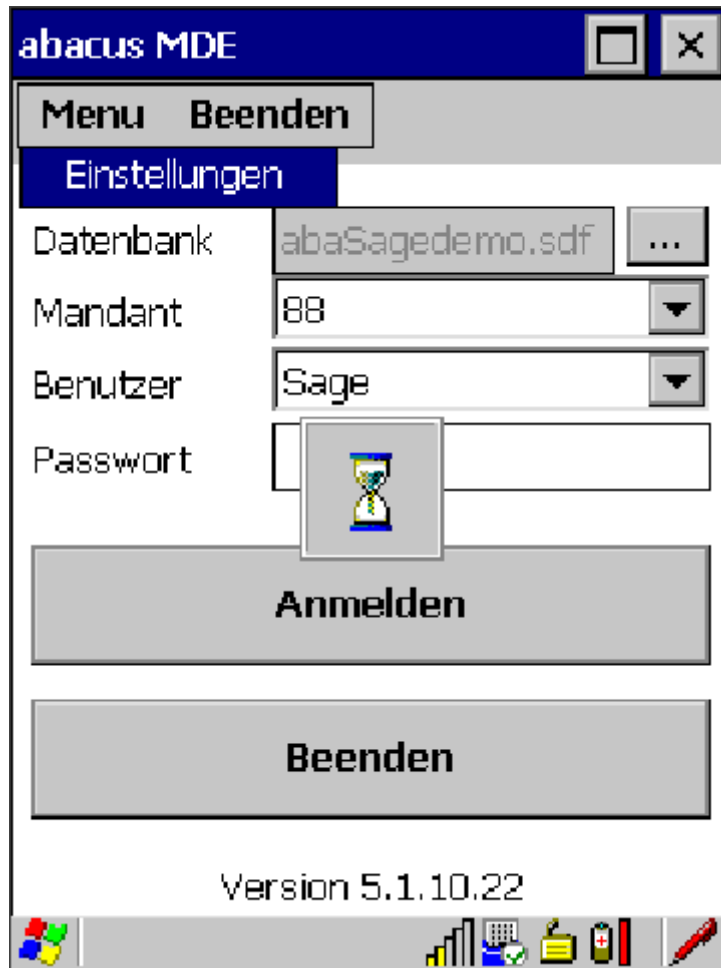 abacus MDE
Menu Beenden
Einstellungen
Datenbank abaSagedemo.sdf ...
Mandant 88
Benutzer Sage
Passwort
Anmelden
Beenden
Version 5.1.10.22